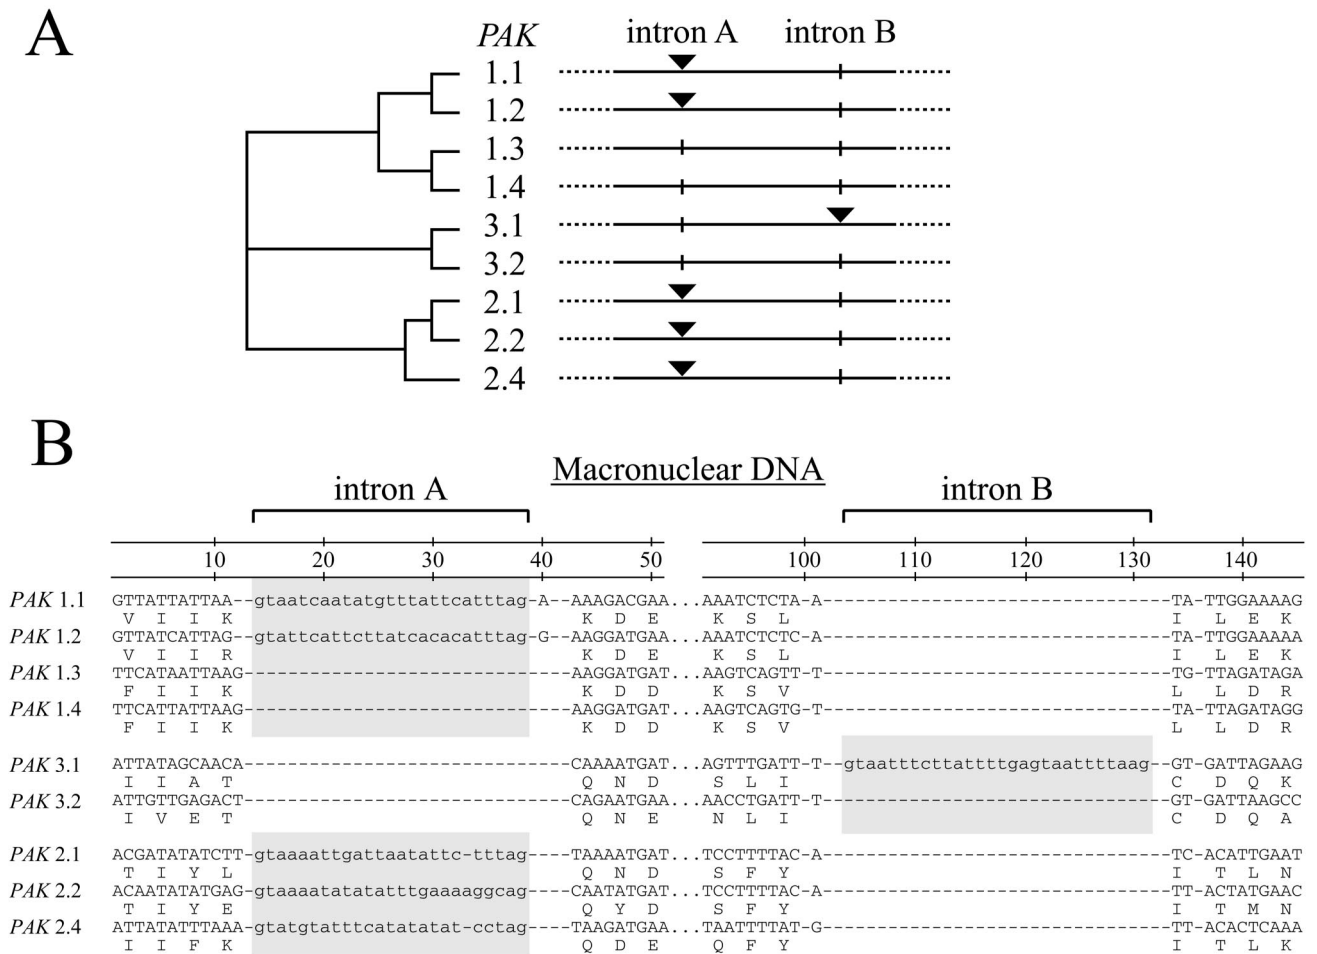 A
PAK intron A intron B
1.1
1.2
1.3
1.4
3.1
3.2
2.1
2.2
2.4
B
Macronuclear DNA
intron A intron B
10 20 30 40 50 100 110 120 130 140
PAK 1.1 GTTATTATTAA--gtaatcaatatgtttattcatttag-A--AAAGACGAA...AAATCTCTA-A--------------------------------TA-TTGGAAAAG
V I I K K D E K S L I L E K
PAK 1.2 GTTATCATTAG--gtattcattcttatcacacatttag-G--AAGGATGAA...AAATCTCTC-A--------------------------------TA-TTGGAAAAA
V I I R K D E K S L I L E K
PAK 1.3 TTCATAATTAAG------------------------------AAGGATGAT...AAGTCAGTT-T--------------------------------TG-TTAGATAGA
F I I K K D D K S V L L D R
PAK 1.4 TTCATTATTAAG------------------------------AAGGATGAT...AAGTCAGTG-T--------------------------------TA-TTAGATAGG
F I I K K D D K S V L L D R
PAK 3.1 ATTATAGCAACA------------------------------CAAAATGAT...AGTTTGATT-T--gtaatttcttattttgagtaattttaag--GT-GATTAGAAG
I I A T Q N D S L I C D Q K
PAK 3.2 ATTGTTGAGACT------------------------------CAGAATGAA...AACCTGATT-T--------------------------------GT-GATTAAGCC
I V E T Q N E N L I C D Q A
PAK 2.1 ACGATATATCTT-gtaaaattgattaatattc-tttag----TAAAATGAT...TCCTTTTAC-A--------------------------------TC-ACATTGAAT
T I Y L Q N D S F Y I T L N
PAK 2.2 ACAATATATGAG-gtaaaatatatatttgaaaaggcag----CAATATGAT...TCCTTTTAC-A--------------------------------TT-ACTATGAAC
T I Y E Q Y D S F Y I T M N
PAK 2.4 ATTATATTTAAA-gtatgtatttcatatatat-cctag----TAAGATGAA...TAATTTTAT-G--------------------------------TT-ACACTCAAA
I I F K Q D E Q F Y I T L K